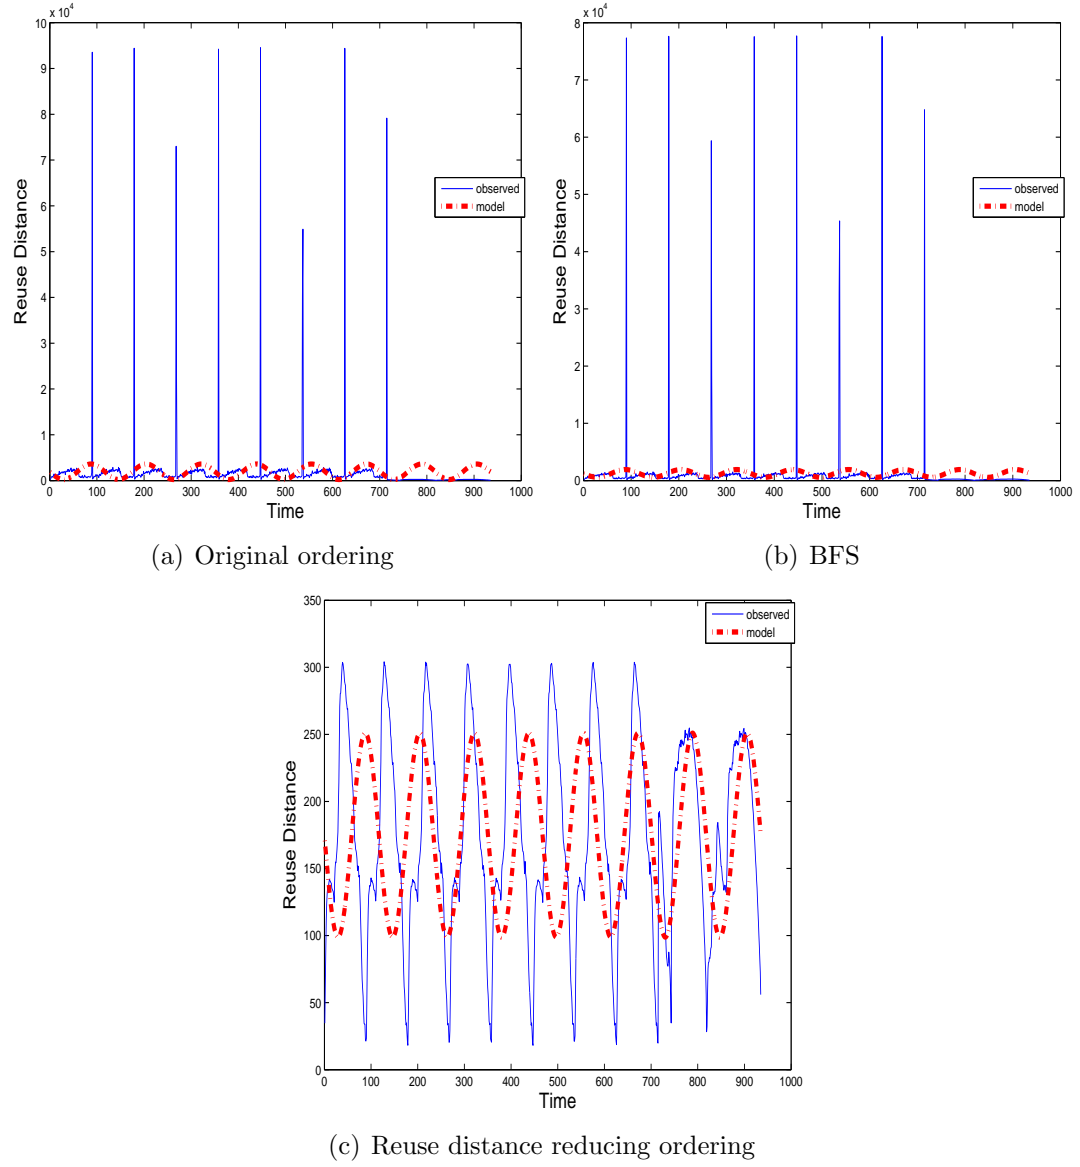 x 10⁴
10
9
8
7
6
5
4
3
2
1
0
Reuse Distance
observed
model
0 100 200 300 400 500 600 700 800 900 1000
Time
(a) Original ordering
x 10⁴
8
7
6
5
4
3
2
1
0
Reuse Distance
observed
model
0 100 200 300 400 500 600 700 800 900 1000
Time
(b) BFS
350
300
250
200
150
100
50
0
Reuse Distance
observed
model
0 100 200 300 400 500 600 700 800 900 1000
Time
(c) Reuse distance reducing ordering